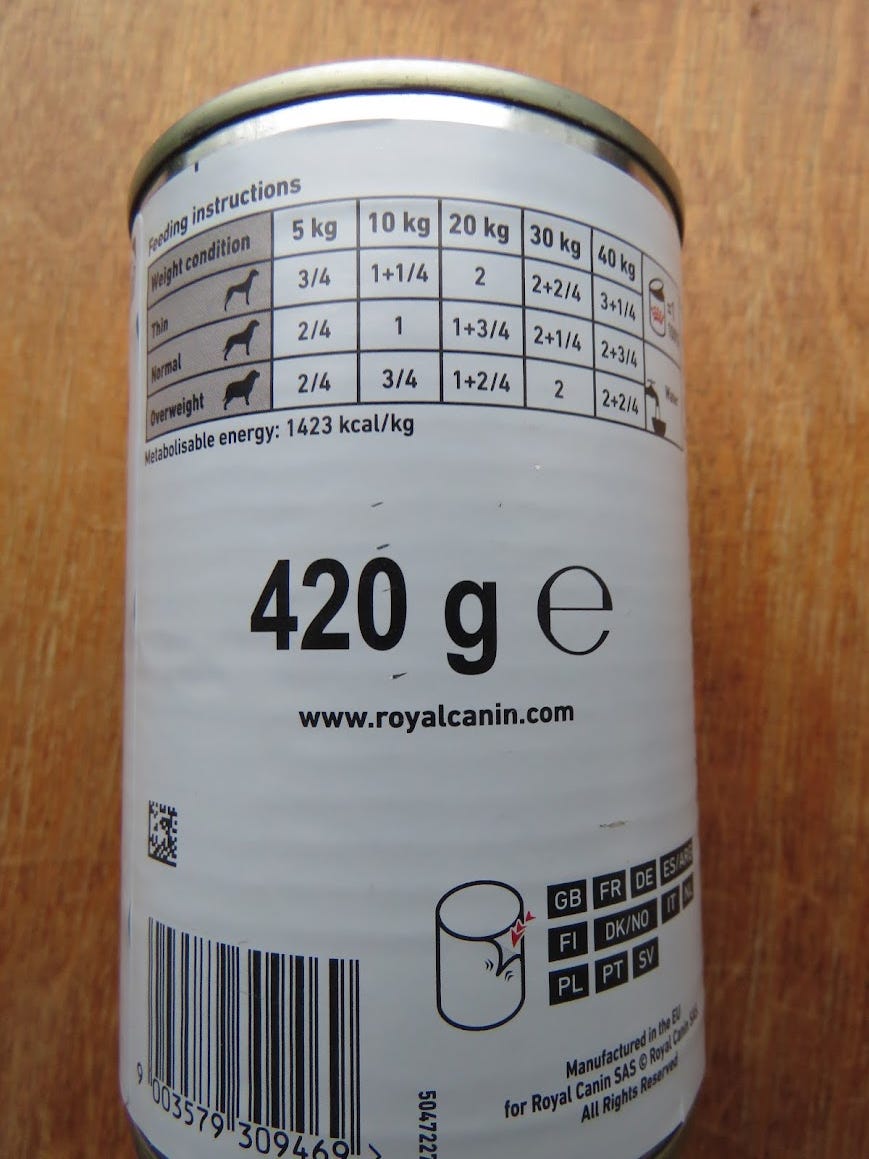 Feeding instructions
Weight condition 5 kg 10 kg 20 kg 30 kg 40 kg
Thin 3/4 1+1/4 2 2+2/4 3+1/4
Normal 2/4 1 1+3/4 2+1/4 2+3/4
Overweight 2/4 3/4 1+2/4 2 2+2/4
=1
Water
Metabolisable energy: 1423 kcal/kg
420 g ℮
www.royalcanin.com
GB FR DE ES/ARG
FI DK/NO IT NL
PL PT SV
Manufactured in the EU
for Royal Canin SAS © Royal Canin SAS
All Rights Reserved
9 003579 309469 >
5047227